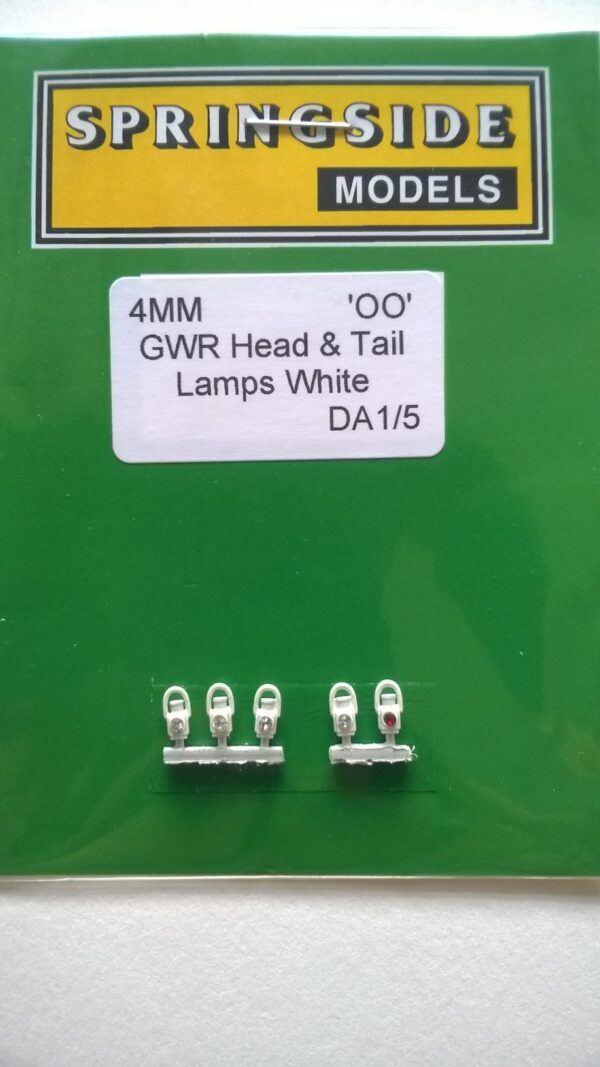 SPRINGSIDE
MODELS
4MM 'OO'
GWR Head & Tail
Lamps White
DA1/5